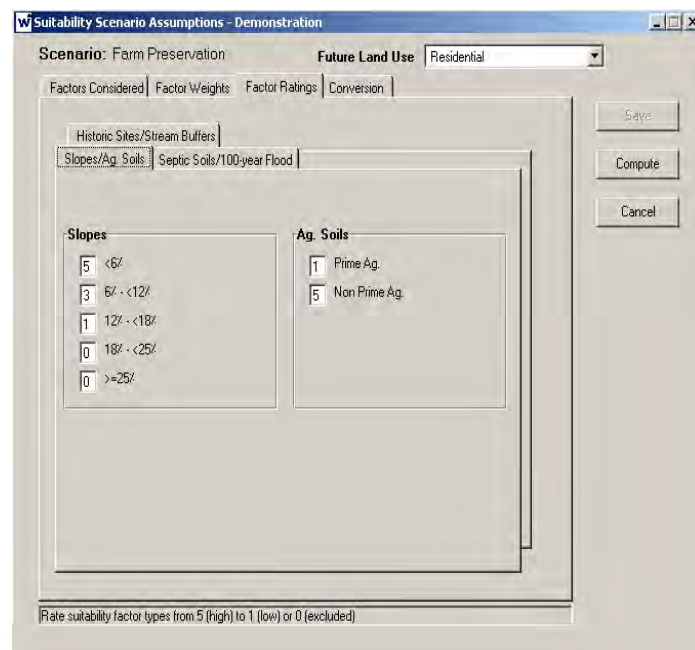 W Suitability Scenario Assumptions - Demonstration
Scenario: Farm Preservation
Future Land Use Residential
Factors Considered Factor Weights Factor Ratings Conversion
Save
Historic Sites/Stream Buffers
Slopes/Ag. Soils Septic Soils/100-year Flood
Compute
Cancel
Slopes
5 <6%
3 6% - <12%
1 12% - <18%
0 18% - <25%
0 >=25%
Ag. Soils
1 Prime Ag.
5 Non Prime Ag.
Rate suitability factor types from 5 (high) to 1 (low) or 0 (excluded)